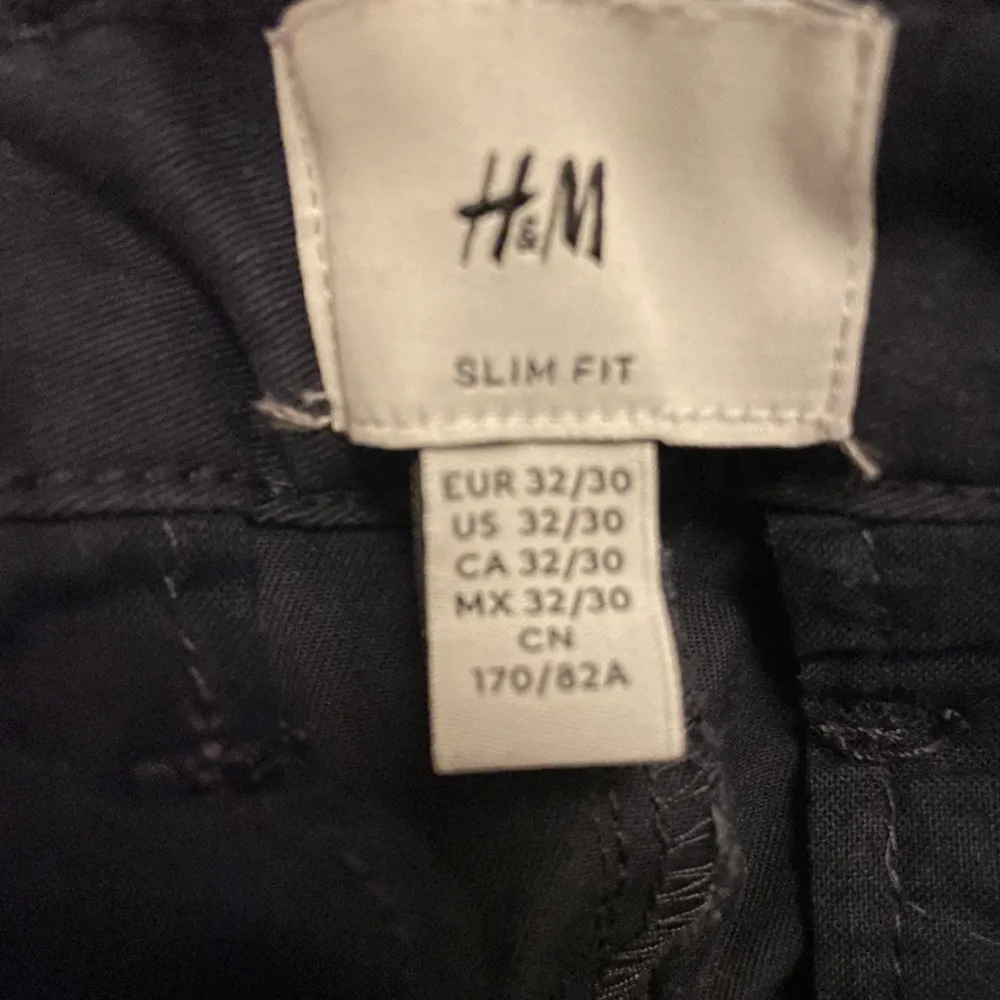 H&M
SLIM FIT
EUR 32/30
US 32/30
CA 32/30
MX 32/30
CN
170/82A